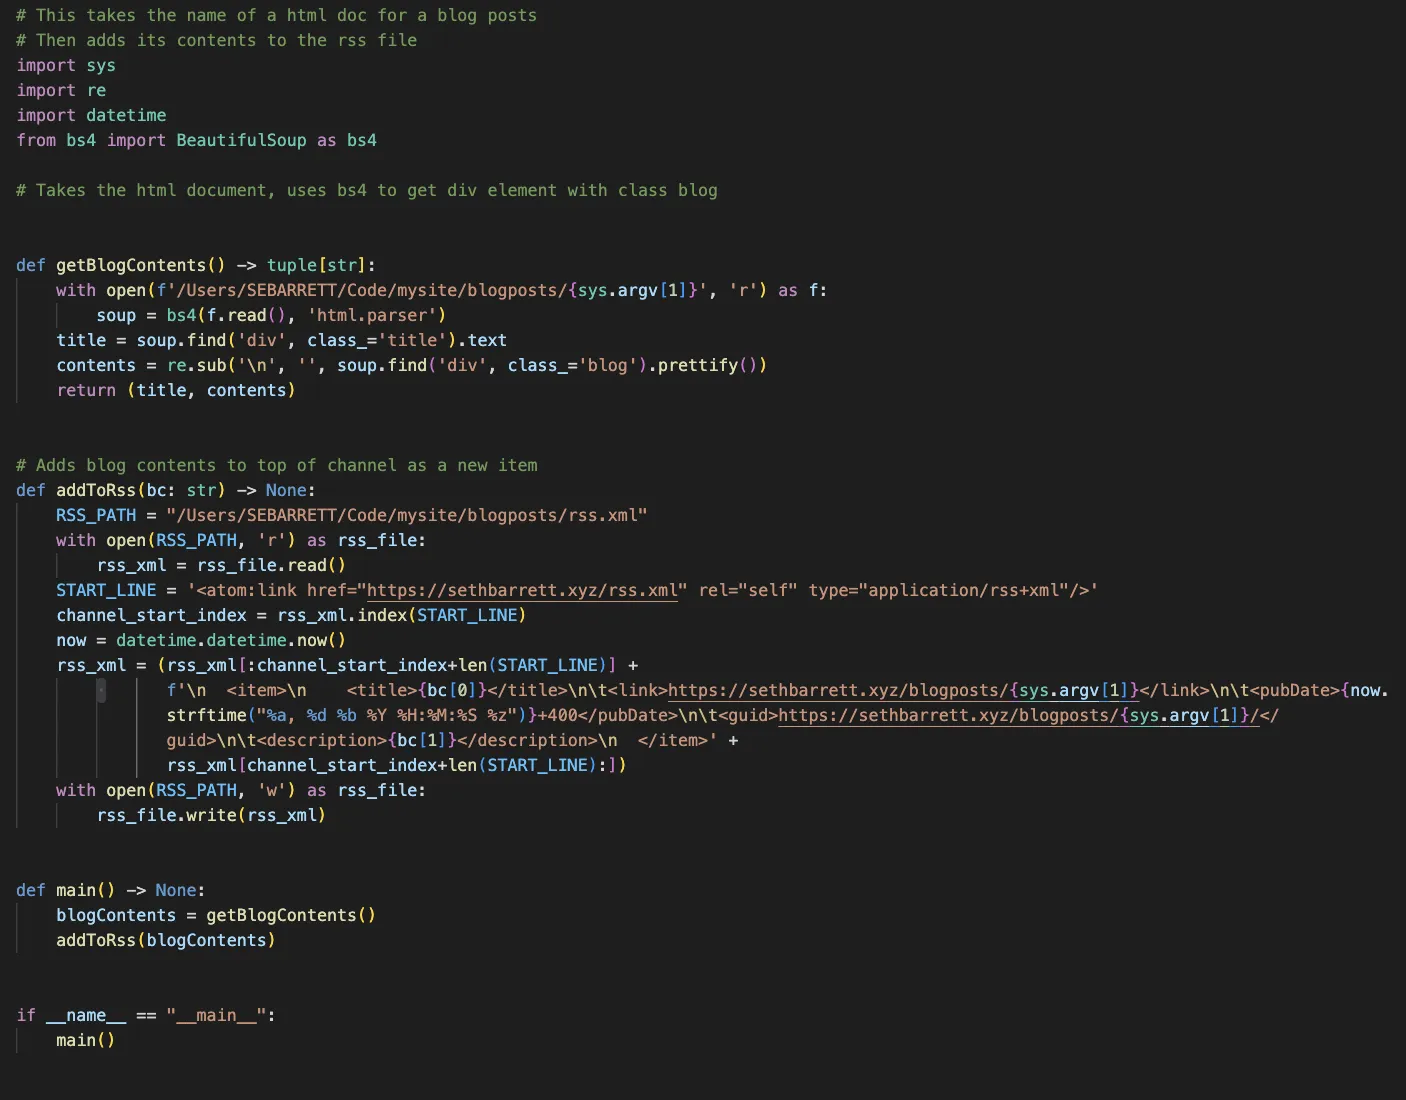 # This takes the name of a html doc for a blog posts
# Then adds its contents to the rss file
import sys
import re
import datetime
from bs4 import BeautifulSoup as bs4
# Takes the html document, uses bs4 to get div element with class blog
def getBlogContents() -> tuple[str]:
    with open(f'/Users/SEBARRETT/Code/mysite/blogposts/{sys.argv[1]}', 'r') as f:
        soup = bs4(f.read(), 'html.parser')
    title = soup.find('div', class_='title').text
    contents = re.sub('\n', '', soup.find('div', class_='blog').prettify())
    return (title, contents)
# Adds blog contents to top of channel as a new item
def addToRss(bc: str) -> None:
    RSS_PATH = "/Users/SEBARRETT/Code/mysite/blogposts/rss.xml"
    with open(RSS_PATH, 'r') as rss_file:
        rss_xml = rss_file.read()
    START_LINE = '<atom:link href="https://sethbarrett.xyz/rss.xml" rel="self" type="application/rss+xml"/>'
    channel_start_index = rss_xml.index(START_LINE)
    now = datetime.datetime.now()
    rss_xml = (rss_xml[:channel_start_index+len(START_LINE)] +
               f'\n  <item>\n    <title>{bc[0]}</title>\n\t<link>https://sethbarrett.xyz/blogposts/{sys.argv[1]}</link>\n\t<pubDate>{now.
               strftime("%a, %d %b %Y %H:%M:%S %z")}+400</pubDate>\n\t<guid>https://sethbarrett.xyz/blogposts/{sys.argv[1]}/</
               guid>\n\t<description>{bc[1]}</description>\n  </item>' +
               rss_xml[channel_start_index+len(START_LINE):])
    with open(RSS_PATH, 'w') as rss_file:
        rss_file.write(rss_xml)
def main() -> None:
    blogContents = getBlogContents()
    addToRss(blogContents)
if __name__ == "__main__":
    main()